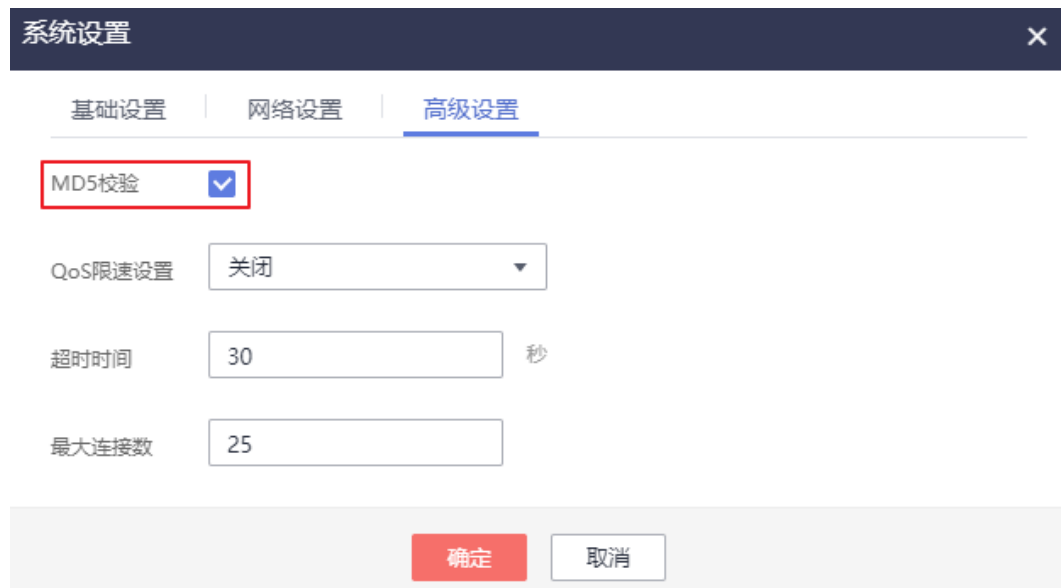 系统设置
基础设置 网络设置 高级设置
MD5校验
QoS限速设置 关闭
超时时间 30 秒
最大连接数 25
确定 取消